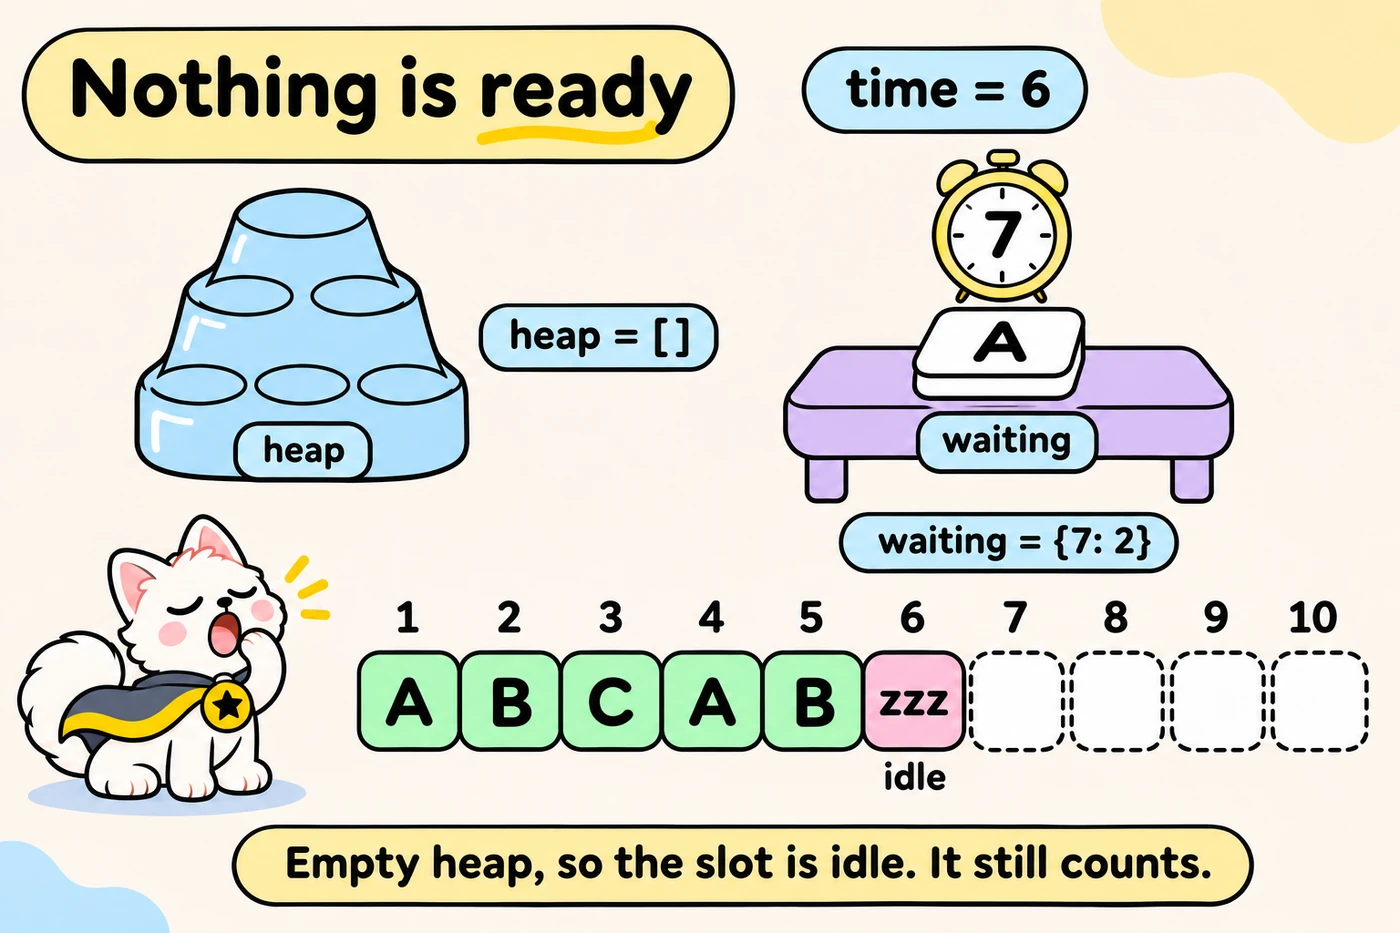 Nothing is ready
time = 6
7
A
heap = [ ]
heap
waiting
waiting = {7: 2}
1 2 3 4 5 6 7 8 9 10
A B C A B zzz
idle
Empty heap, so the slot is idle. It still counts.